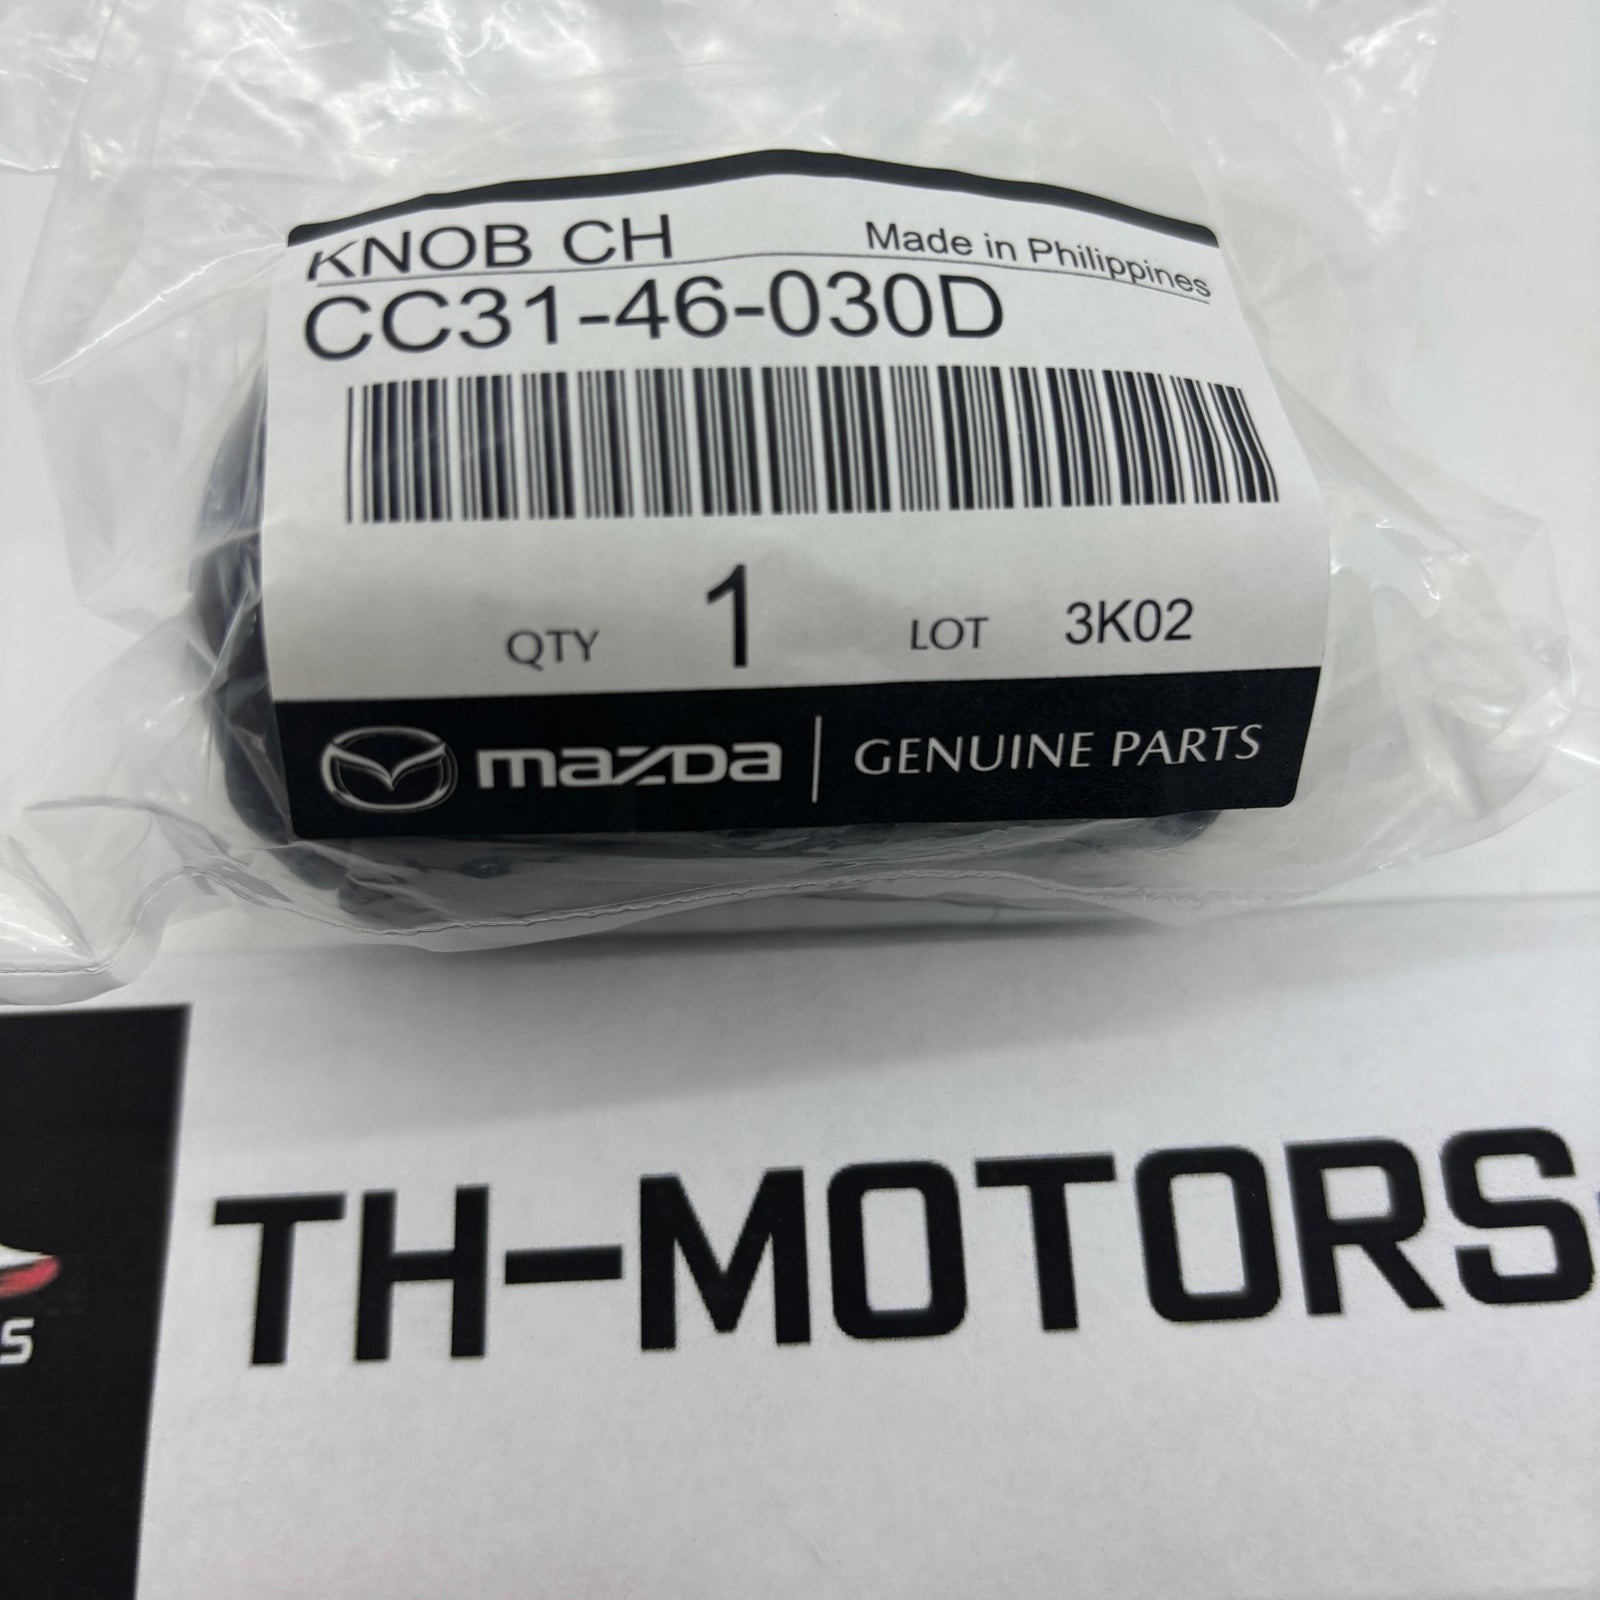 KNOB CH
Made in Philippines
CC31-46-030D
QTY 1 LOT 3K02
mazda GENUINE PARTS
TH-MOTORS
S